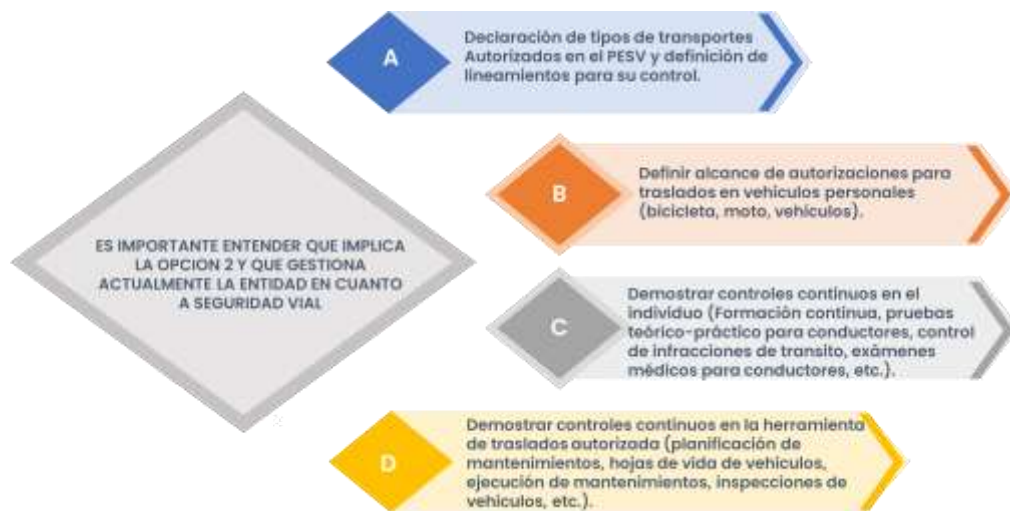 A
Declaración de tipos de transportes
Autorizados en el PESV y definición de
lineamientos para su control.
B
Definir alcance de autorizaciones para
traslados en vehículos personales
(bicicleta, moto, vehículos).
ES IMPORTANTE ENTENDER QUE IMPLICA
LA OPCION 2 Y QUE GESTIONA
ACTUALMENTE LA ENTIDAD EN CUANTO
A SEGURIDAD VIAL
C
Demostrar controles continuos en el
individuo (Formación continua, pruebas
teórico-práctico para conductores, control
de infracciones de transito, exámenes
médicos para conductores, etc.).
D
Demostrar controles continuos en la herramienta
de traslados autorizada (planificación de
mantenimientos, hojas de vida de vehículos,
ejecución de mantenimientos, inspecciones de
vehículos, etc.).